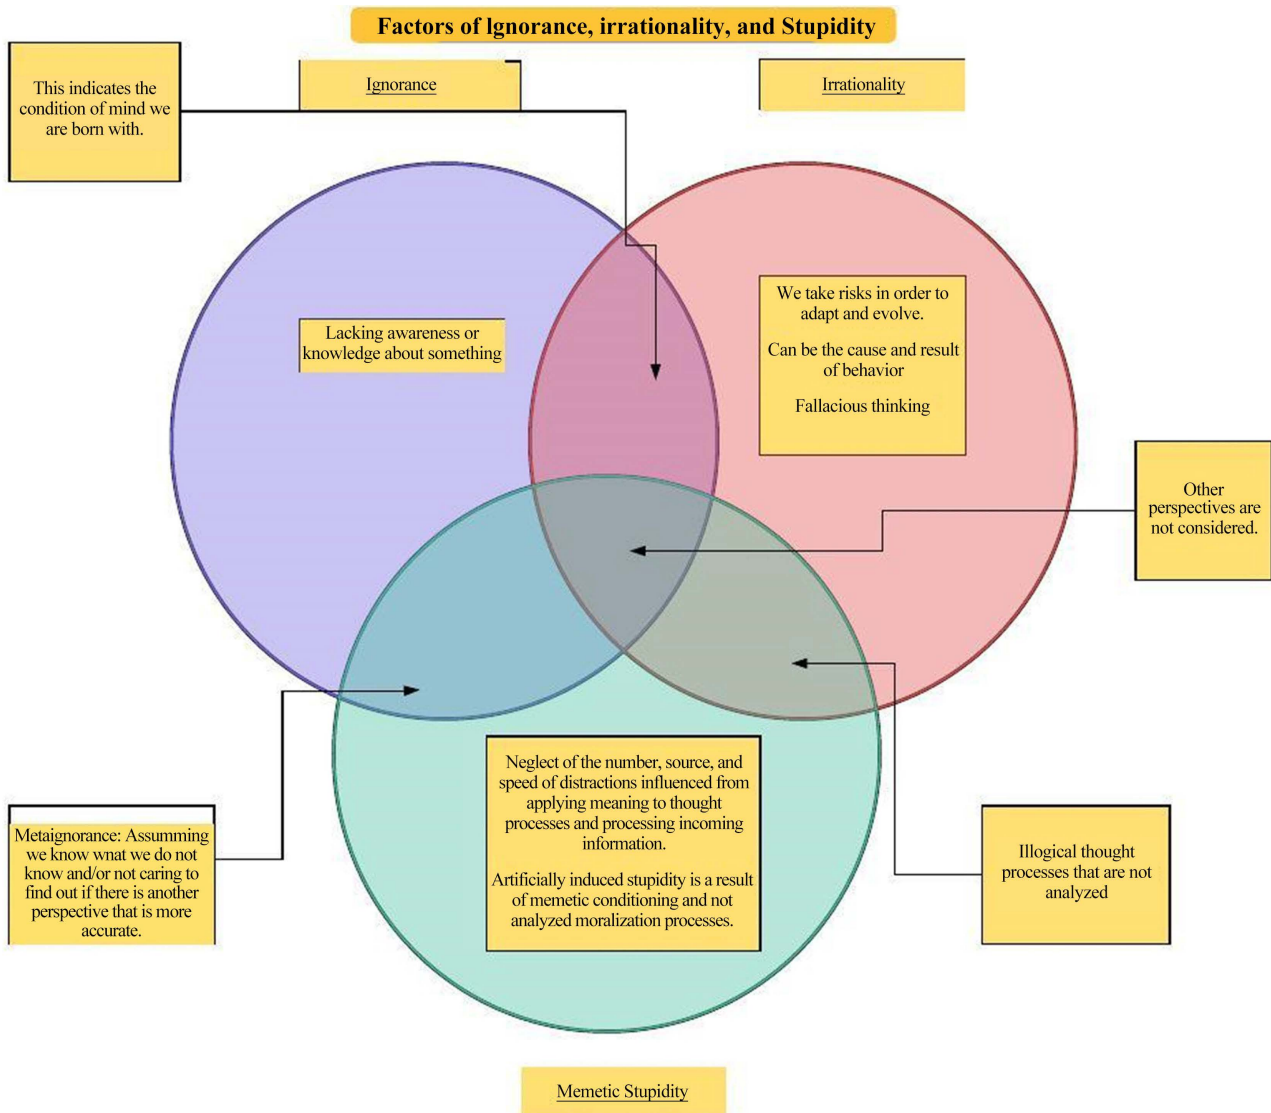 Factors of Ignorance, irrationality, and Stupidity
This indicates the
condition of mind we
are born with.
Ignorance
Irrationality
Lacking awareness or
knowledge about something
We take risks in order to
adapt and evolve.
Can be the cause and result
of behavior
Fallacious thinking
Other
perspectives are
not considered.
Neglect of the number, source, and
speed of distractions influenced from
applying meaning to thought
processes and processing incoming
information.
Artificially induced stupidity is a result
of memetic conditioning and not
analyzed moralization processes.
Metaignorance: Assumming
we know wnat we do not
know and/or not caring to
find out if there is another
perspective that is more
accurate.
Illogical thought
processes that are not
analyzed
Memetic Stupidity